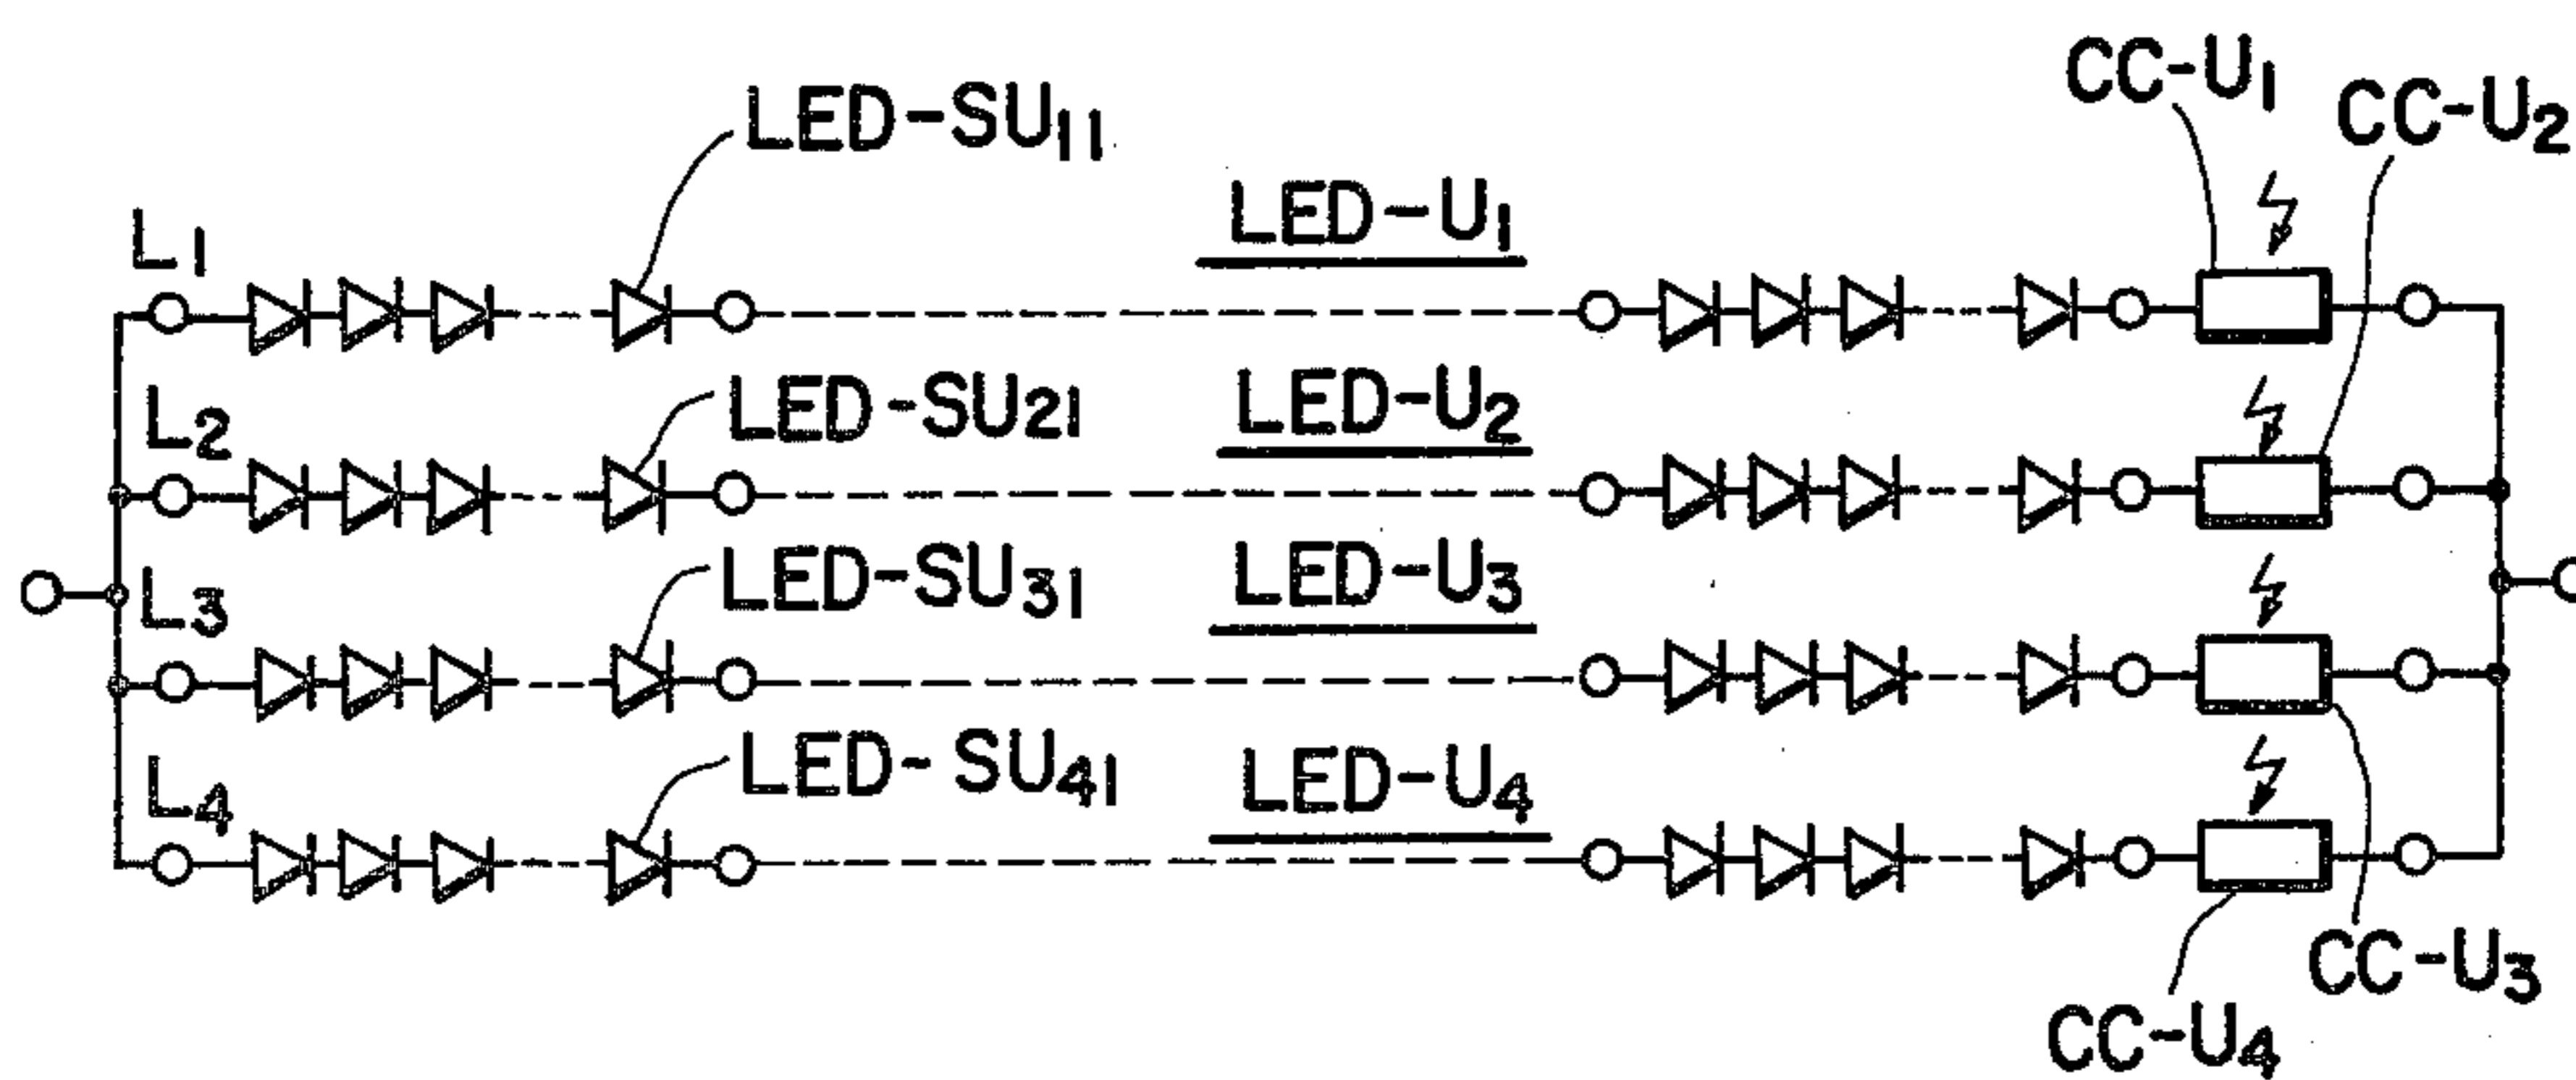 CC-U₁
LED-SU₁₁
CC-U₂
LED-U₁
L₁
L₂
LED-SU₂₁
LED-U₂
L₃
LED-SU₃₁
LED-U₃
L₄
LED-SU₄₁
LED-U₄
CC-U₃
CC-U₄